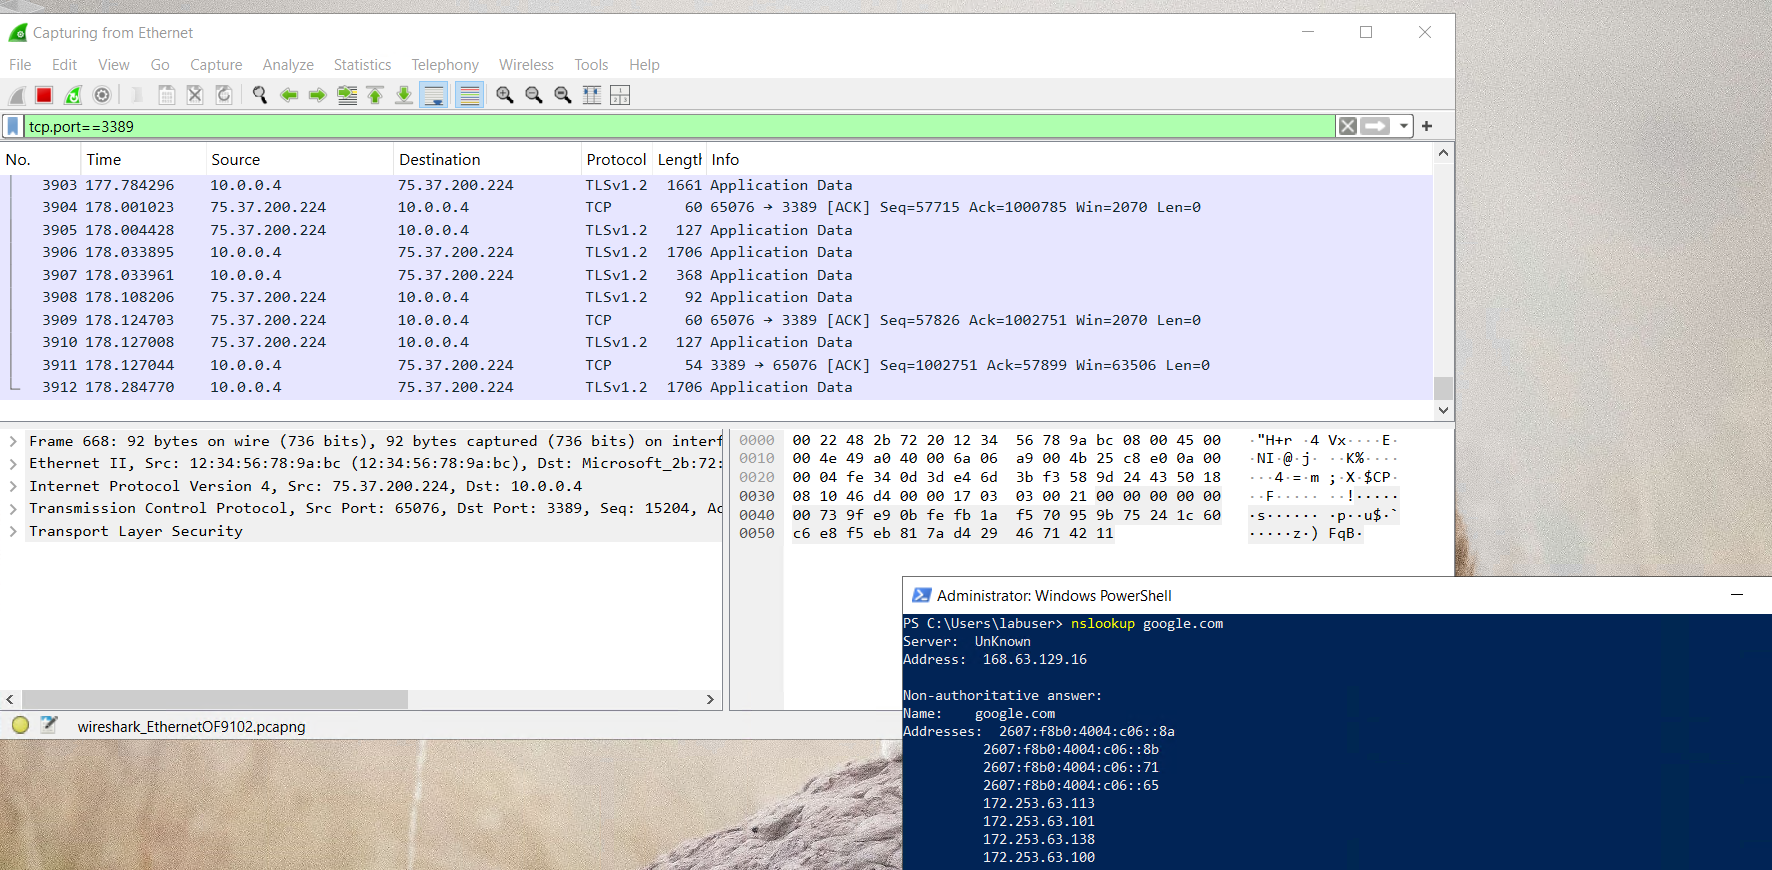 Capturing from Ethernet
File Edit View Go Capture Analyze Statistics Telephony Wireless Tools Help
tcp.port==3389
No. Time Source Destination Protocol Length Info
3903 177.784296 10.0.0.4 75.37.200.224 TLSv1.2 1661 Application Data
3904 178.001023 75.37.200.224 10.0.0.4 TCP 60 65076 → 3389 [ACK] Seq=57715 Ack=1000785 Win=2070 Len=0
3905 178.004428 75.37.200.224 10.0.0.4 TLSv1.2 127 Application Data
3906 178.033895 10.0.0.4 75.37.200.224 TLSv1.2 1706 Application Data
3907 178.033961 10.0.0.4 75.37.200.224 TLSv1.2 368 Application Data
3908 178.108206 75.37.200.224 10.0.0.4 TLSv1.2 92 Application Data
3909 178.124703 75.37.200.224 10.0.0.4 TCP 60 65076 → 3389 [ACK] Seq=57826 Ack=1002751 Win=2070 Len=0
3910 178.127008 75.37.200.224 10.0.0.4 TLSv1.2 127 Application Data
3911 178.127044 10.0.0.4 75.37.200.224 TCP 54 3389 → 65076 [ACK] Seq=1002751 Ack=57899 Win=63506 Len=0
3912 178.284770 10.0.0.4 75.37.200.224 TLSv1.2 1706 Application Data
Frame 668: 92 bytes on wire (736 bits), 92 bytes captured (736 bits) on interf
Ethernet II, Src: 12:34:56:78:9a:bc (12:34:56:78:9a:bc), Dst: Microsoft_2b:72:
Internet Protocol Version 4, Src: 75.37.200.224, Dst: 10.0.0.4
Transmission Control Protocol, Src Port: 65076, Dst Port: 3389, Seq: 15204, Ac
Transport Layer Security
0000 00 22 48 2b 72 20 12 34 56 78 9a bc 08 00 45 00 ·"H+r ·4 Vx····E·
0010 00 4e 49 a0 40 00 6a 06 a9 00 4b 25 c8 e0 0a 00 ·NI·@·j· ··K%····
0020 00 04 fe 34 0d 3d e4 6d 3b f3 58 9d 24 43 50 18 ···4·=·m ;·X·$CP·
0030 08 10 46 d4 00 00 17 03 03 00 21 00 00 00 00 00 ··F····· ··!·····
0040 00 73 9f e9 0b fe fb 1a f5 70 95 9b 75 24 1c 60 ·s······ ·p··u$·`
0050 c6 e8 f5 eb 81 7a d4 29 46 71 42 11 ·····z·) FqB·
wireshark_EthernetOF9102.pcapng
Administrator: Windows PowerShell
PS C:\Users\labuser> nslookup google.com
Server: UnKnown
Address: 168.63.129.16
Non-authoritative answer:
Name: google.com
Addresses: 2607:f8b0:4004:c06::8a
2607:f8b0:4004:c06::8b
2607:f8b0:4004:c06::71
2607:f8b0:4004:c06::65
172.253.63.113
172.253.63.101
172.253.63.138
172.253.63.100